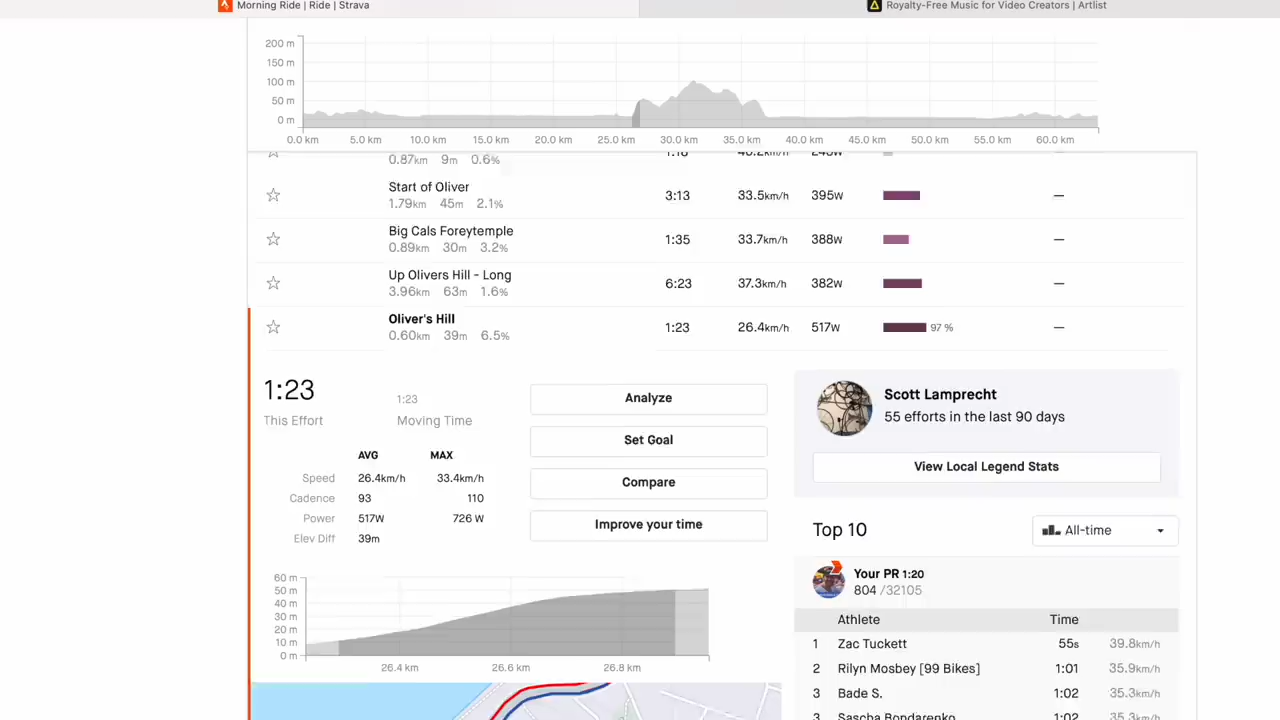 Morning Ride | Ride | Strava
Royalty-Free Music for Video Creators | Artlist
200 m
150 m
100 m
50 m
0 m
0.0 km 5.0 km 10.0 km 15.0 km 20.0 km 25.0 km 30.0 km 35.0 km 40.0 km 45.0 km 50.0 km 55.0 km 60.0 km
0.87km 9m 0.6%
Start of Oliver
1.79km 45m 2.1%
3:13 33.5km/h 395W —
Big Cals Foreytemple
0.89km 30m 3.2%
1:35 33.7km/h 388W —
Up Olivers Hill - Long
3.96km 63m 1.6%
6:23 37.3km/h 382W —
Oliver's Hill
0.60km 39m 6.5%
1:23 26.4km/h 517W 97 % —
1:23
This Effort
1:23
Moving Time
AVG MAX
Speed 26.4km/h 33.4km/h
Cadence 93 110
Power 517W 726 W
Elev Diff 39m
Analyze
Set Goal
Compare
Improve your time
60 m
50 m
40 m
30 m
20 m
10 m
0 m
26.4 km 26.6 km 26.8 km
Scott Lamprecht
55 efforts in the last 90 days
View Local Legend Stats
Top 10
All-time
Your PR 1:20
804 /32105
Athlete Time
1 Zac Tuckett 55s 39.8km/h
2 Rilyn Mosbey [99 Bikes] 1:01 35.9km/h
3 Bade S. 1:02 35.3km/h
3 Sascha Bondarenko 1:02 35.3km/h